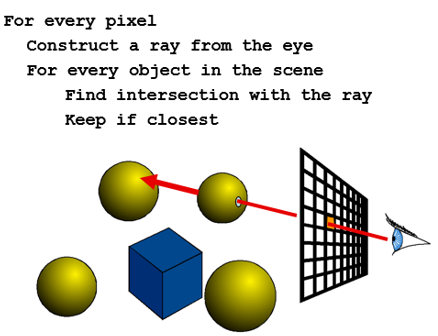 For every pixel
Construct a ray from the eye
For every object in the scene
Find intersection with the ray
Keep if closest